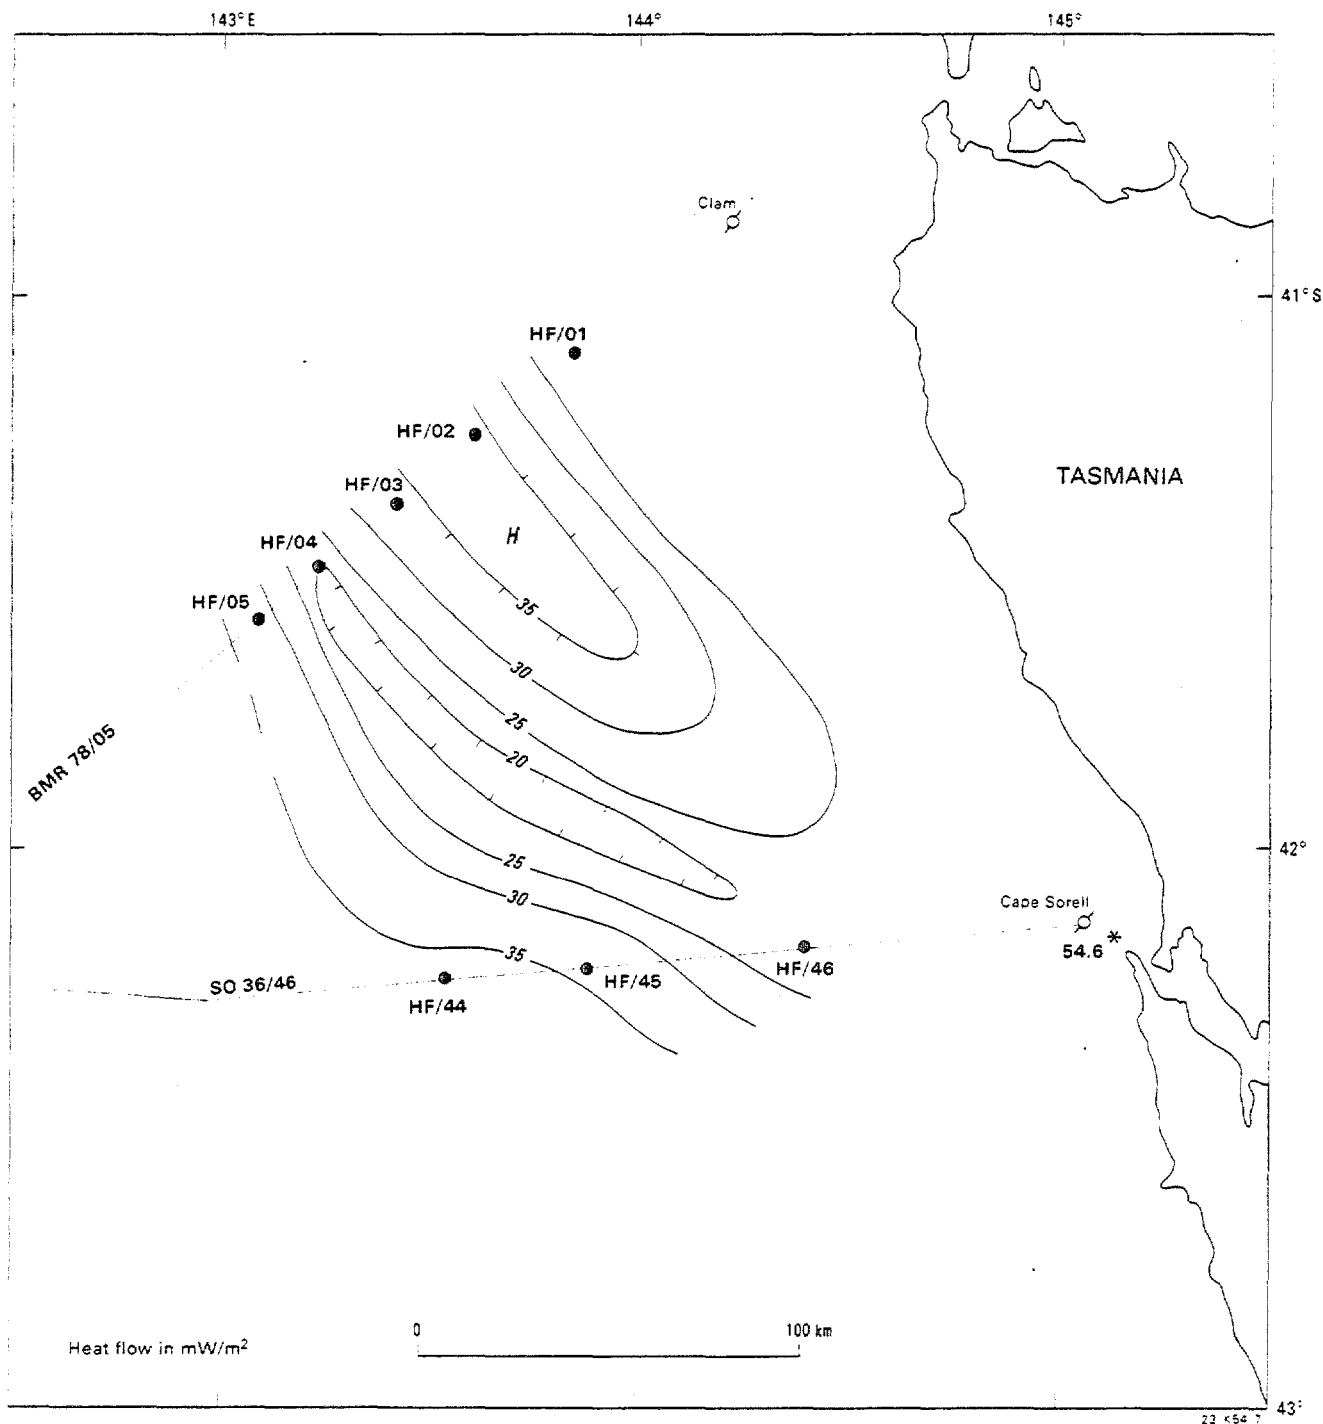 143°E 144° 145°
Clam
41°S
HF/01
HF/02
TASMANIA
HF/03
H
HF/04
HF/05
35
30
25
BMR 78/05
20
42°
25
30
Cape Sorell
54.6
35
HF/46
SO 36/46
HF/45
HF/44
0 100 km
Heat flow in mW/m²
43°